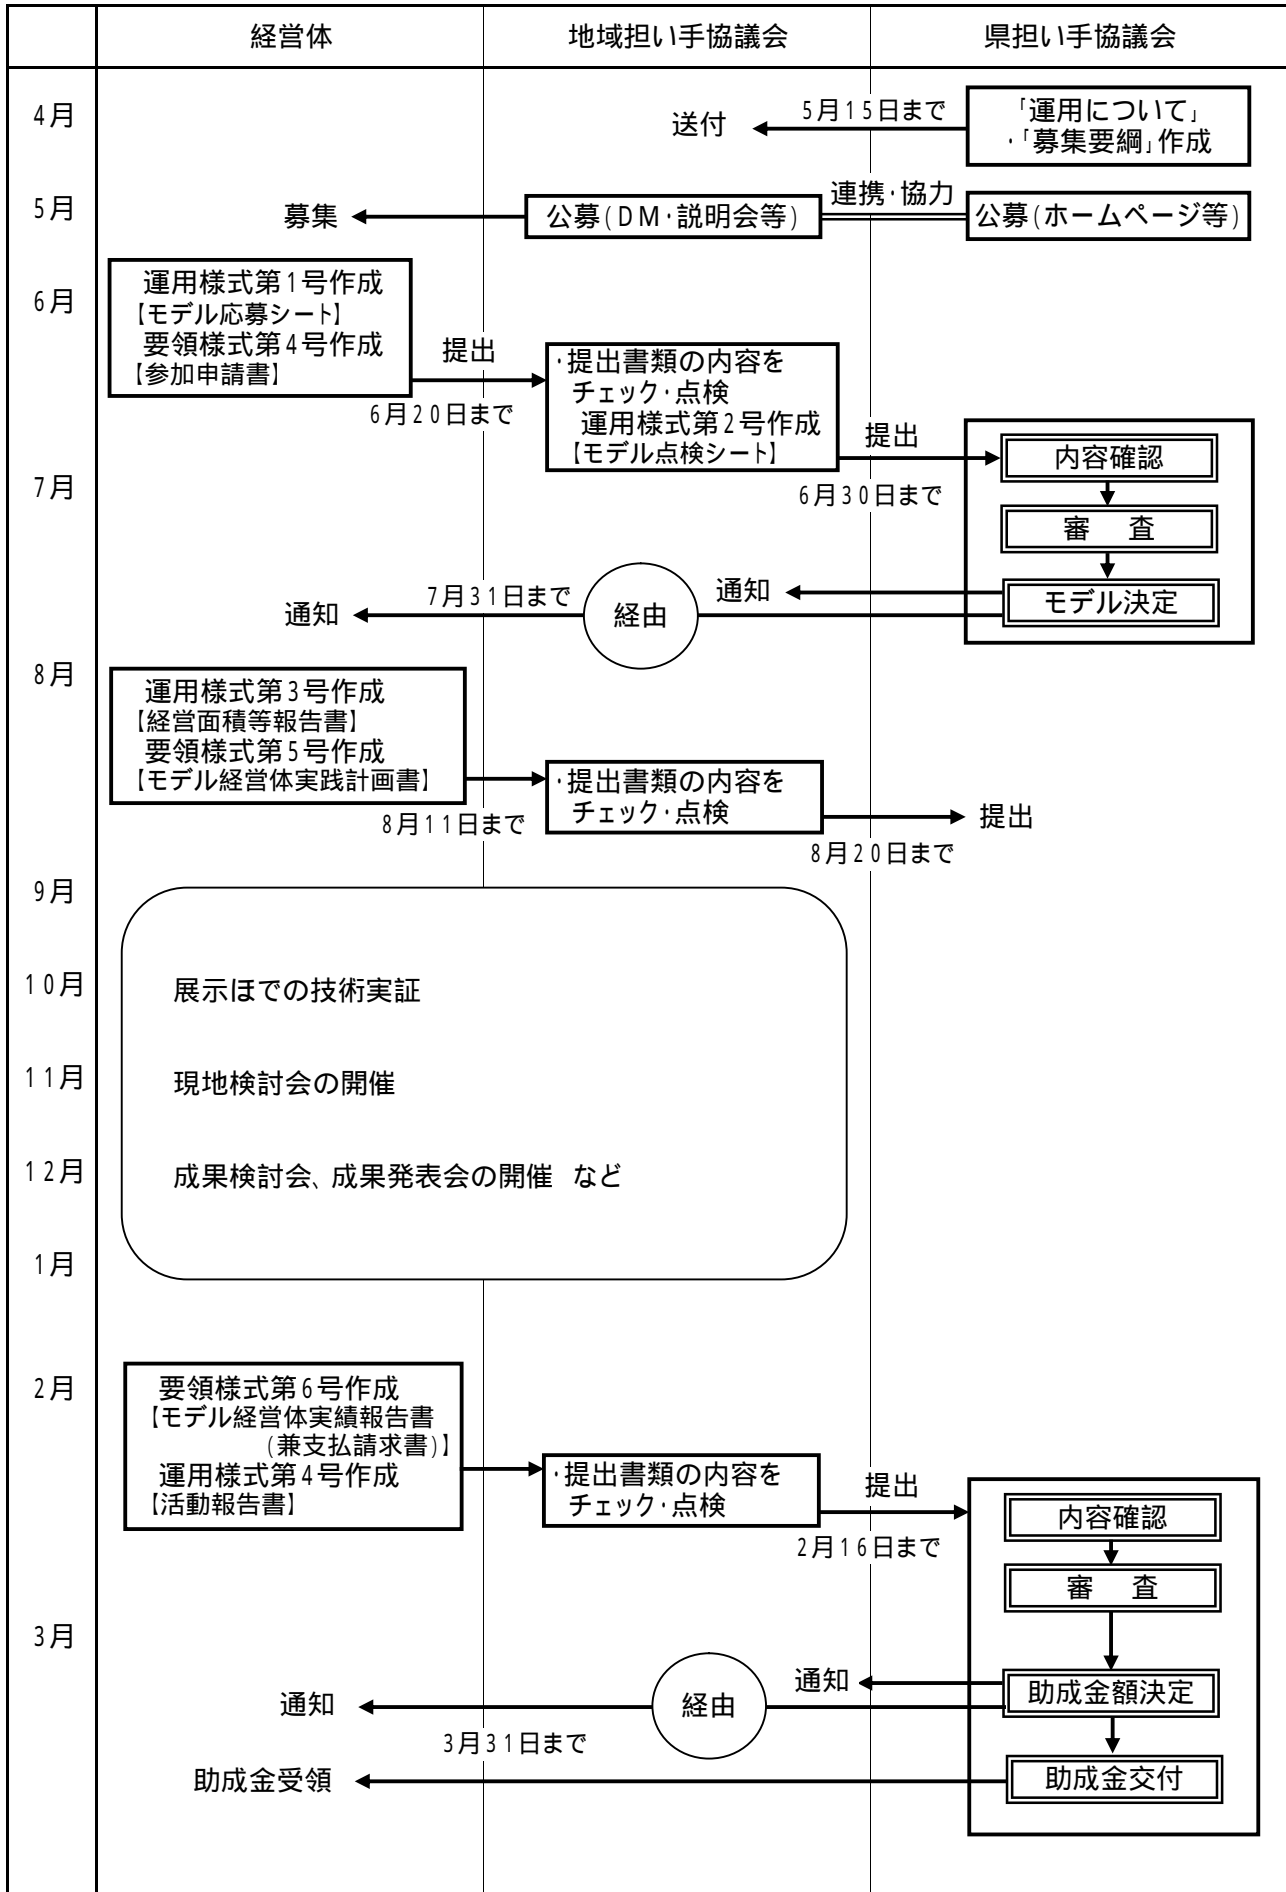 経営体 地域担い手協議会 県担い手協議会
4月
送付
5月15日まで
「運用について」
・「募集要綱」作成
5月
募集
公募(DM・説明会等)
連携・協力
公募(ホームページ等)
6月
運用様式第1号作成
【モデル応募シート】
要領様式第4号作成
【参加申請書】
提出
6月20日まで
・提出書類の内容を
チェック・点検
運用様式第2号作成
【モデル点検シート】
提出
6月30日まで
内容確認
7月
審 査
モデル決定
通知
経由
7月31日まで
通知
8月
運用様式第3号作成
【経営面積等報告書】
要領様式第5号作成
【モデル経営体実践計画書】
8月11日まで
・提出書類の内容を
チェック・点検
8月20日まで
提出
9月
10月
展示ほでの技術実証
11月
現地検討会の開催
12月
成果検討会、成果発表会の開催 など
1月
2月
要領様式第6号作成
【モデル経営体実績報告書
(兼支払請求書)】
運用様式第4号作成
【活動報告書】
・提出書類の内容を
チェック・点検
提出
2月16日まで
内容確認
審 査
3月
助成金額決定
通知
経由
通知
3月31日まで
助成金交付
助成金受領